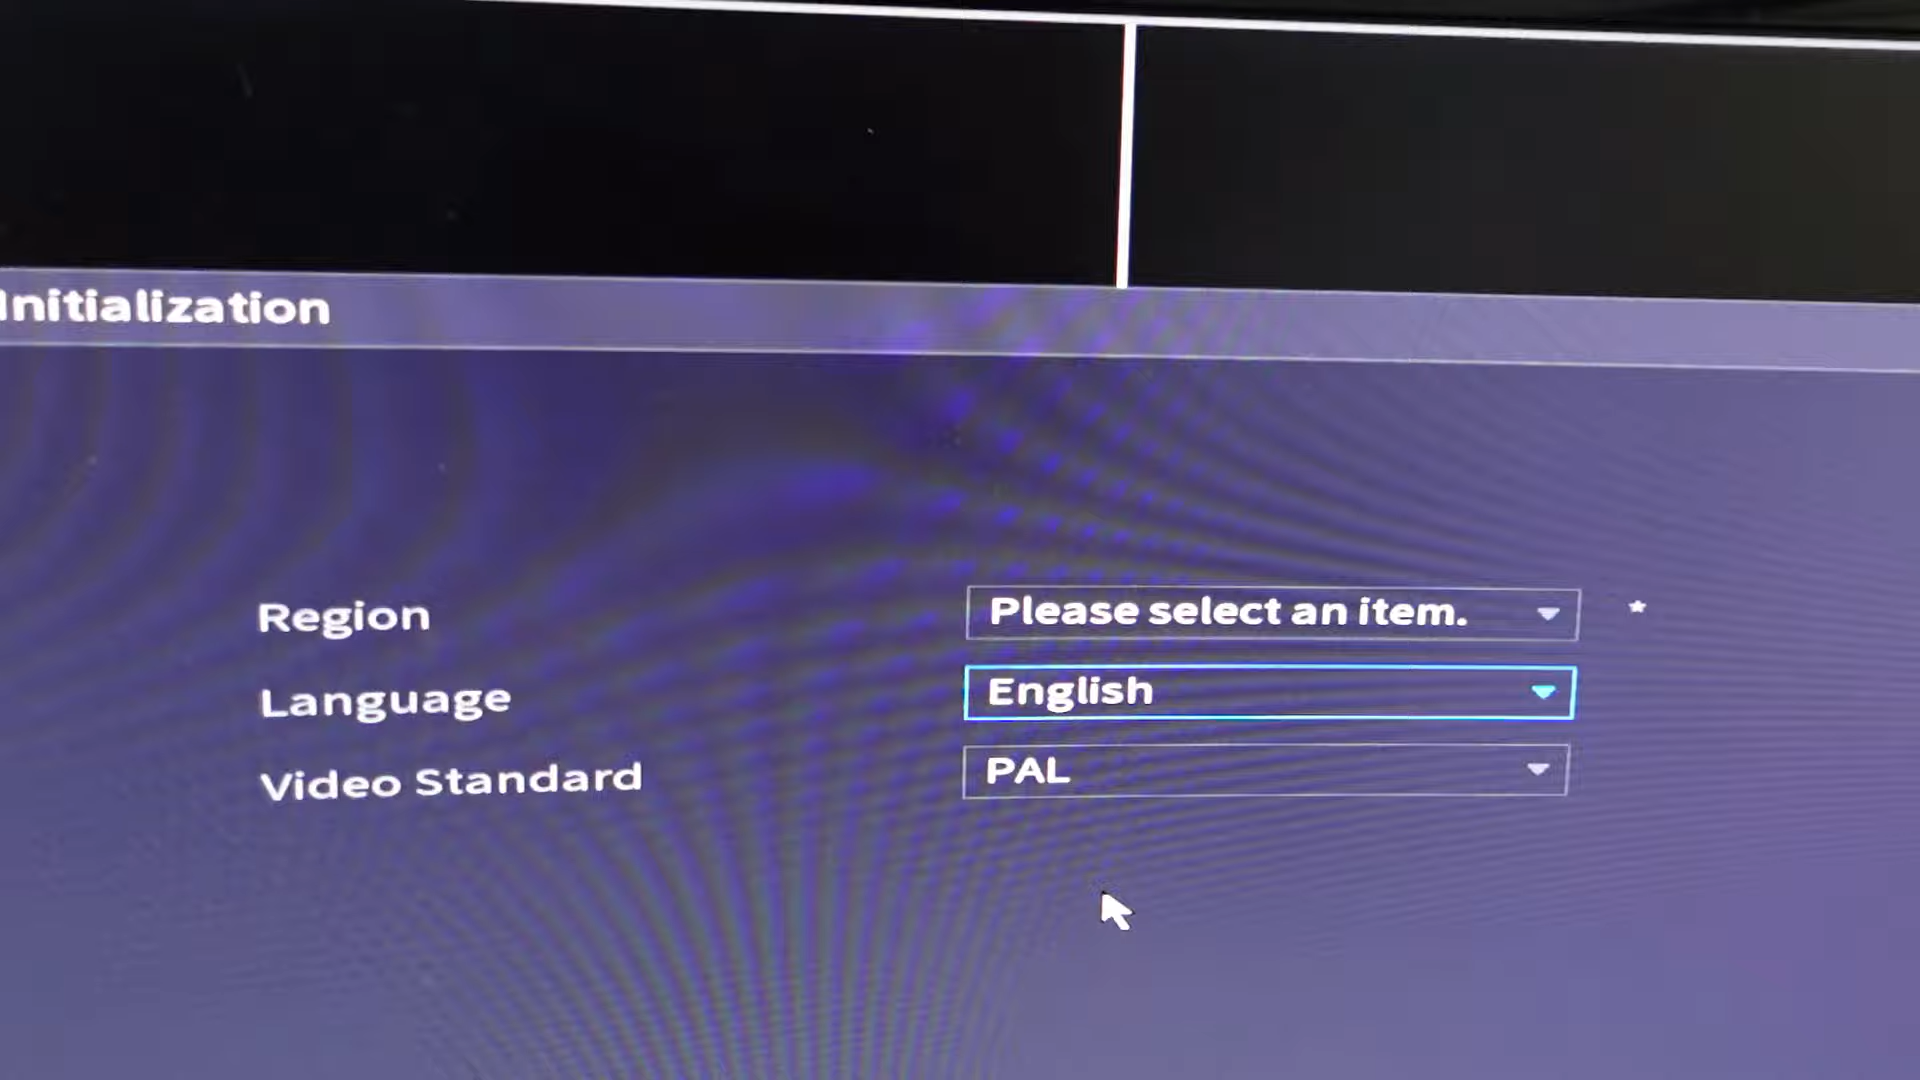 Initialization
Region Please select an item. *
Language English
Video Standard PAL